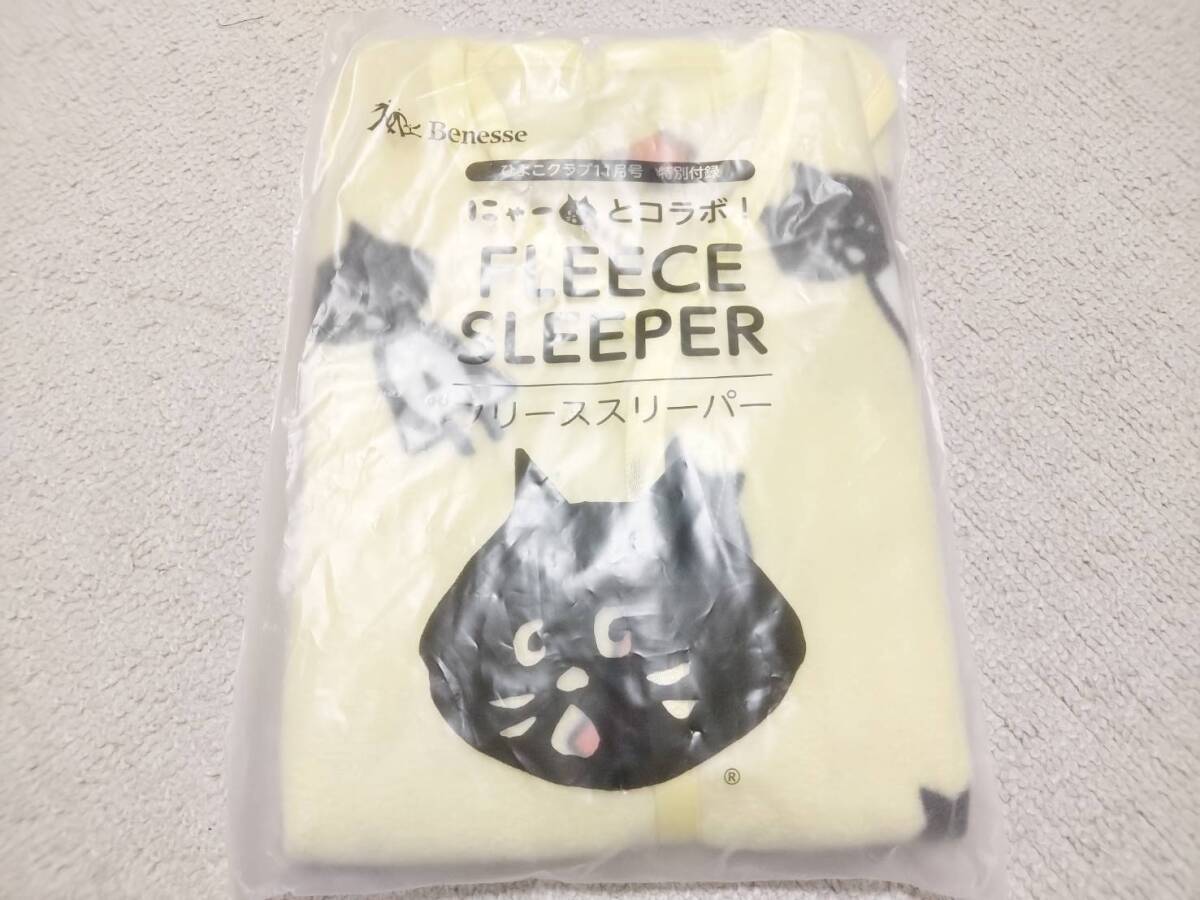 Benesse
ひよこクラブ11月号 特別付録
にゃーとコラボ!
FLEECE
SLEEPER
フリーススリーパー
®